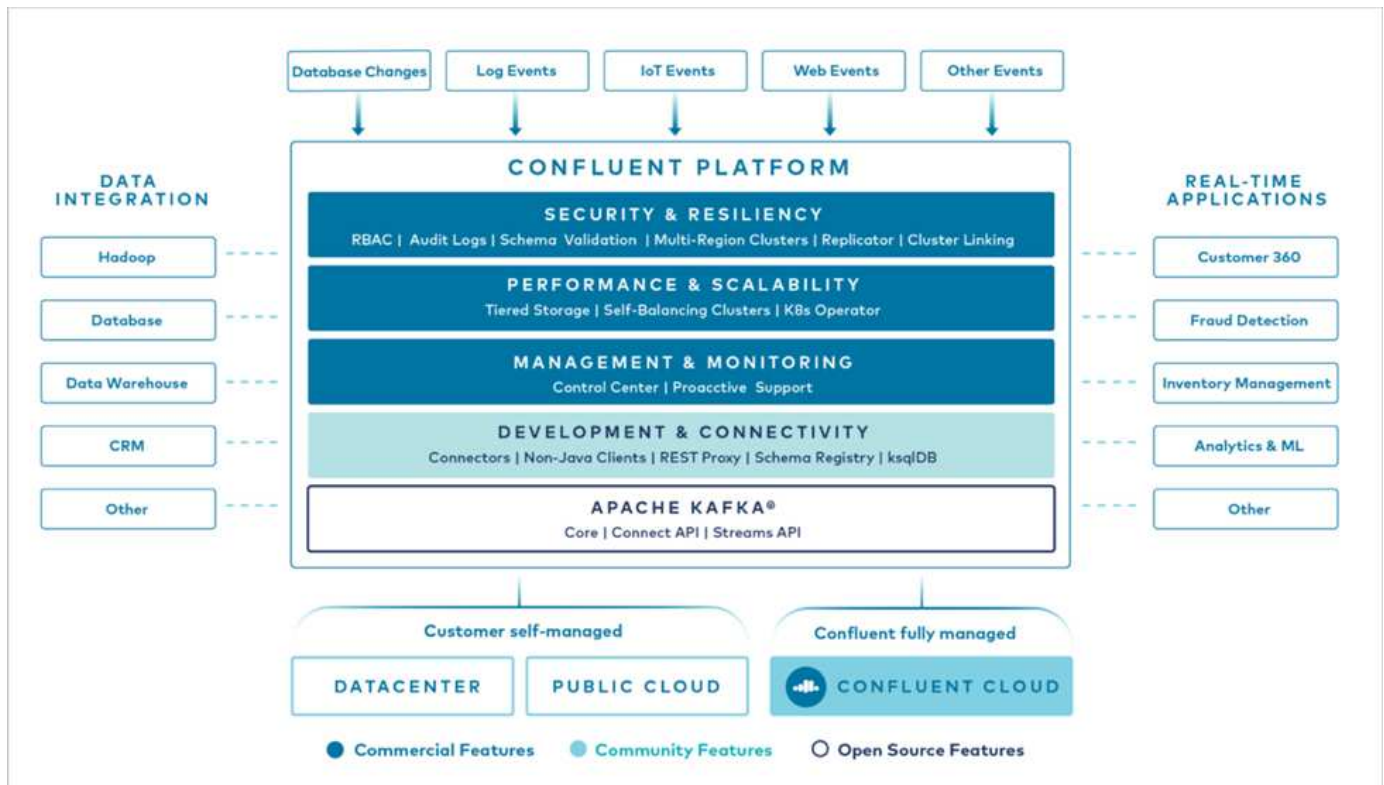 Database Changes
Log Events
IoT Events
Web Events
Other Events
DATA
INTEGRATION
Hadoop
Database
Data Warehouse
CRM
Other
CONFLUENT PLATFORM
SECURITY & RESILIENCY
RBAC | Audit Logs | Schema Validation | Multi-Region Clusters | Replicator | Cluster Linking
PERFORMANCE & SCALABILITY
Tiered Storage | Self-Balancing Clusters | K8s Operator
MANAGEMENT & MONITORING
Control Center | Proacctive Support
DEVELOPMENT & CONNECTIVITY
Connectors | Non-Java Clients | REST Proxy | Schema Registry | ksqlDB
APACHE KAFKA®
Core | Connect API | Streams API
REAL-TIME
APPLICATIONS
Customer 360
Fraud Detection
Inventory Management
Analytics & ML
Other
Customer self-managed
Confluent fully managed
DATACENTER
PUBLIC CLOUD
CONFLUENT CLOUD
Commercial Features
Community Features
Open Source Features